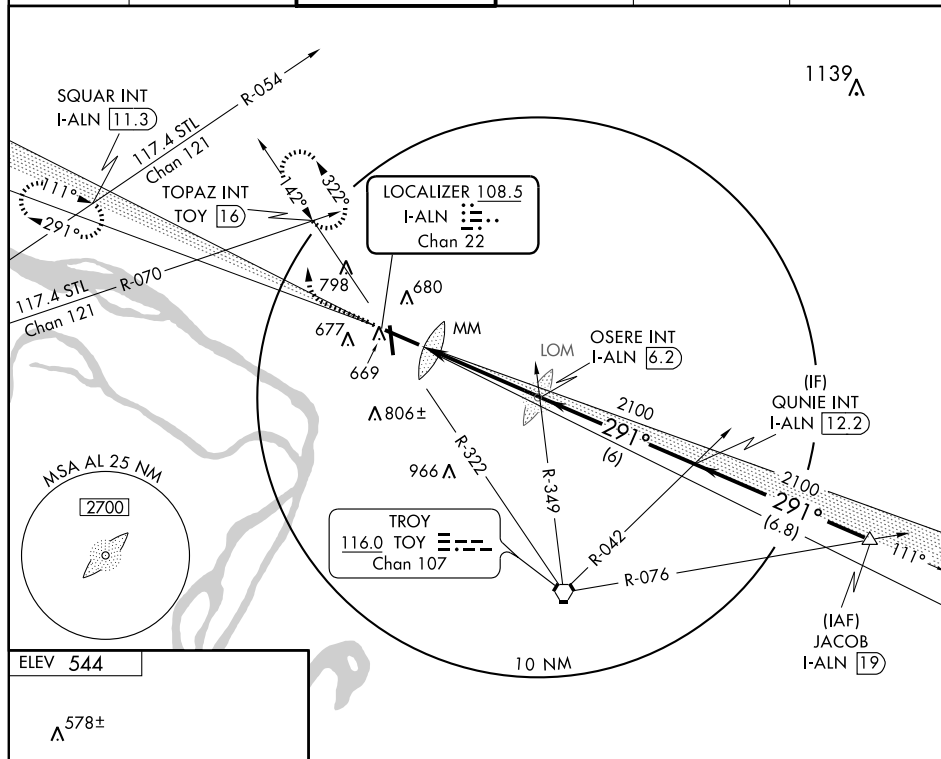 1139
SQUAR INT
I-ALN 11.3
R-054
117.4 STL
Chan 121
111°
291°
TOPAZ INT
TOY 16
142°
322°
LOCALIZER 108.5
I-ALN
Chan 22
R-070
117.4 STL
Chan 121
798
680
677
669
MM
LOM
OSERE INT
I-ALN 6.2
(IF)
QUNIE INT
I-ALN 12.2
2100
291°
(6)
806±
R-322
966
R-349
2100
291°
(6.8)
111°
MSA AL 25 NM
2700
TROY
116.0 TOY
Chan 107
R-042
R-076
(IAF)
JACOB
I-ALN 19
10 NM
ELEV 544
578±